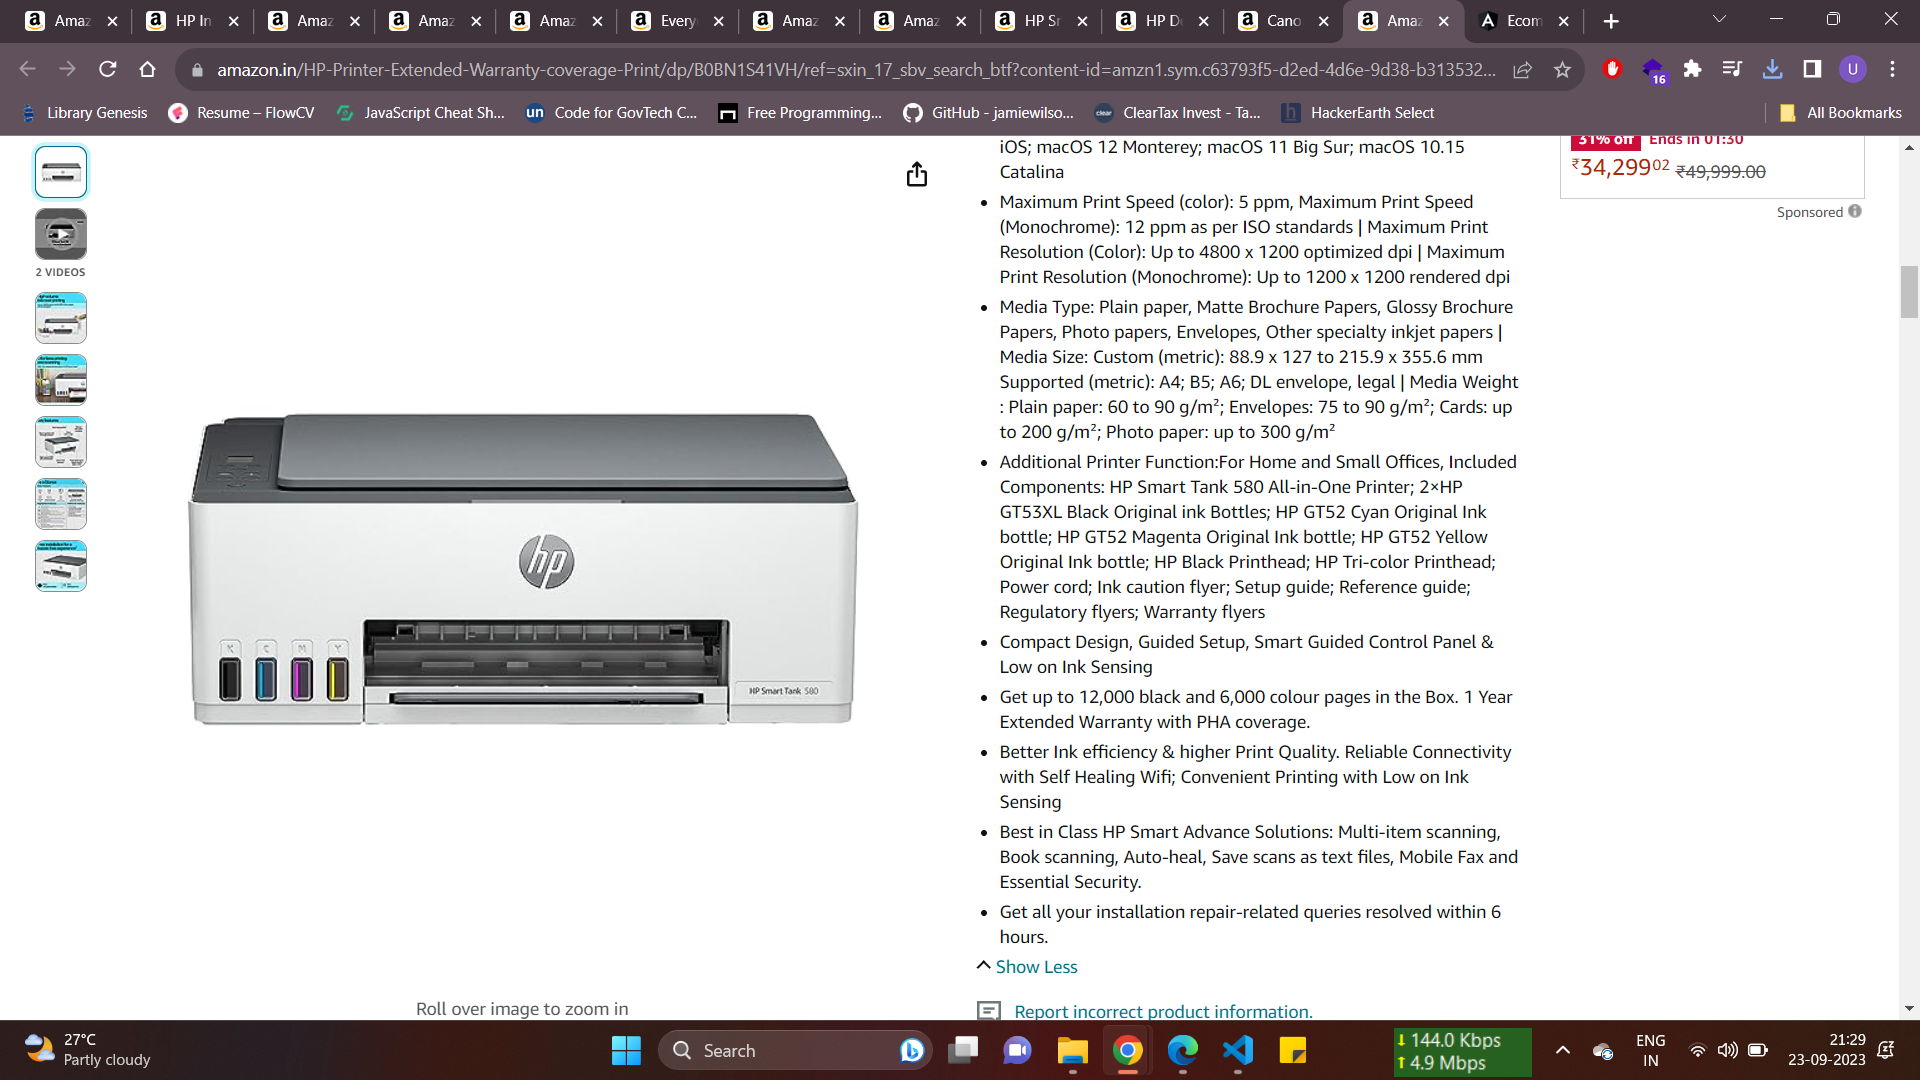 Amaz
HP In
Amaz
Amaz
Amaz
Every
Amaz
Amaz
HP Sr
HP D
Cano
Amaz
Ecom
amazon.in/HP-Printer-Extended-Warranty-coverage-Print/dp/B0BN1S41VH/ref=sxin_17_sbv_search_btf?content-id=amzn1.sym.c63793f5-d2ed-4d6e-9d38-b313532...
16
U
Library Genesis
Resume – FlowCV
JavaScript Cheat Sh...
un
Code for GovTech C...
Free Programming...
GitHub - jamiewilso...
clear
ClearTax Invest - Ta...
h
HackerEarth Select
All Bookmarks
2 VIDEOS
hp
K C M Y
HP Smart Tank 580
Roll over image to zoom in
iOS; macOS 12 Monterey; macOS 11 Big Sur; macOS 10.15
Catalina
Maximum Print Speed (color): 5 ppm, Maximum Print Speed
(Monochrome): 12 ppm as per ISO standards | Maximum Print
Resolution (Color): Up to 4800 x 1200 optimized dpi | Maximum
Print Resolution (Monochrome): Up to 1200 x 1200 rendered dpi
Media Type: Plain paper, Matte Brochure Papers, Glossy Brochure
Papers, Photo papers, Envelopes, Other specialty inkjet papers |
Media Size: Custom (metric): 88.9 x 127 to 215.9 x 355.6 mm
Supported (metric): A4; B5; A6; DL envelope, legal | Media Weight
: Plain paper: 60 to 90 g/m²; Envelopes: 75 to 90 g/m²; Cards: up
to 200 g/m²; Photo paper: up to 300 g/m²
Additional Printer Function:For Home and Small Offices, Included
Components: HP Smart Tank 580 All-in-One Printer; 2×HP
GT53XL Black Original ink Bottles; HP GT52 Cyan Original Ink
bottle; HP GT52 Magenta Original Ink bottle; HP GT52 Yellow
Original Ink bottle; HP Black Printhead; HP Tri-color Printhead;
Power cord; Ink caution flyer; Setup guide; Reference guide;
Regulatory flyers; Warranty flyers
Compact Design, Guided Setup, Smart Guided Control Panel &
Low on Ink Sensing
Get up to 12,000 black and 6,000 colour pages in the Box. 1 Year
Extended Warranty with PHA coverage.
Better Ink efficiency & higher Print Quality. Reliable Connectivity
with Self Healing Wifi; Convenient Printing with Low on Ink
Sensing
Best in Class HP Smart Advance Solutions: Multi-item scanning,
Book scanning, Auto-heal, Save scans as text files, Mobile Fax and
Essential Security.
Get all your installation repair-related queries resolved within 6
hours.
Show Less
Report incorrect product information.
31% off Ends in 01:30
₹34,299 02 ₹49,999.00
Sponsored
27°C
Partly cloudy
Search
144.0 Kbps
4.9 Mbps
ENG
IN
21:29
23-09-2023